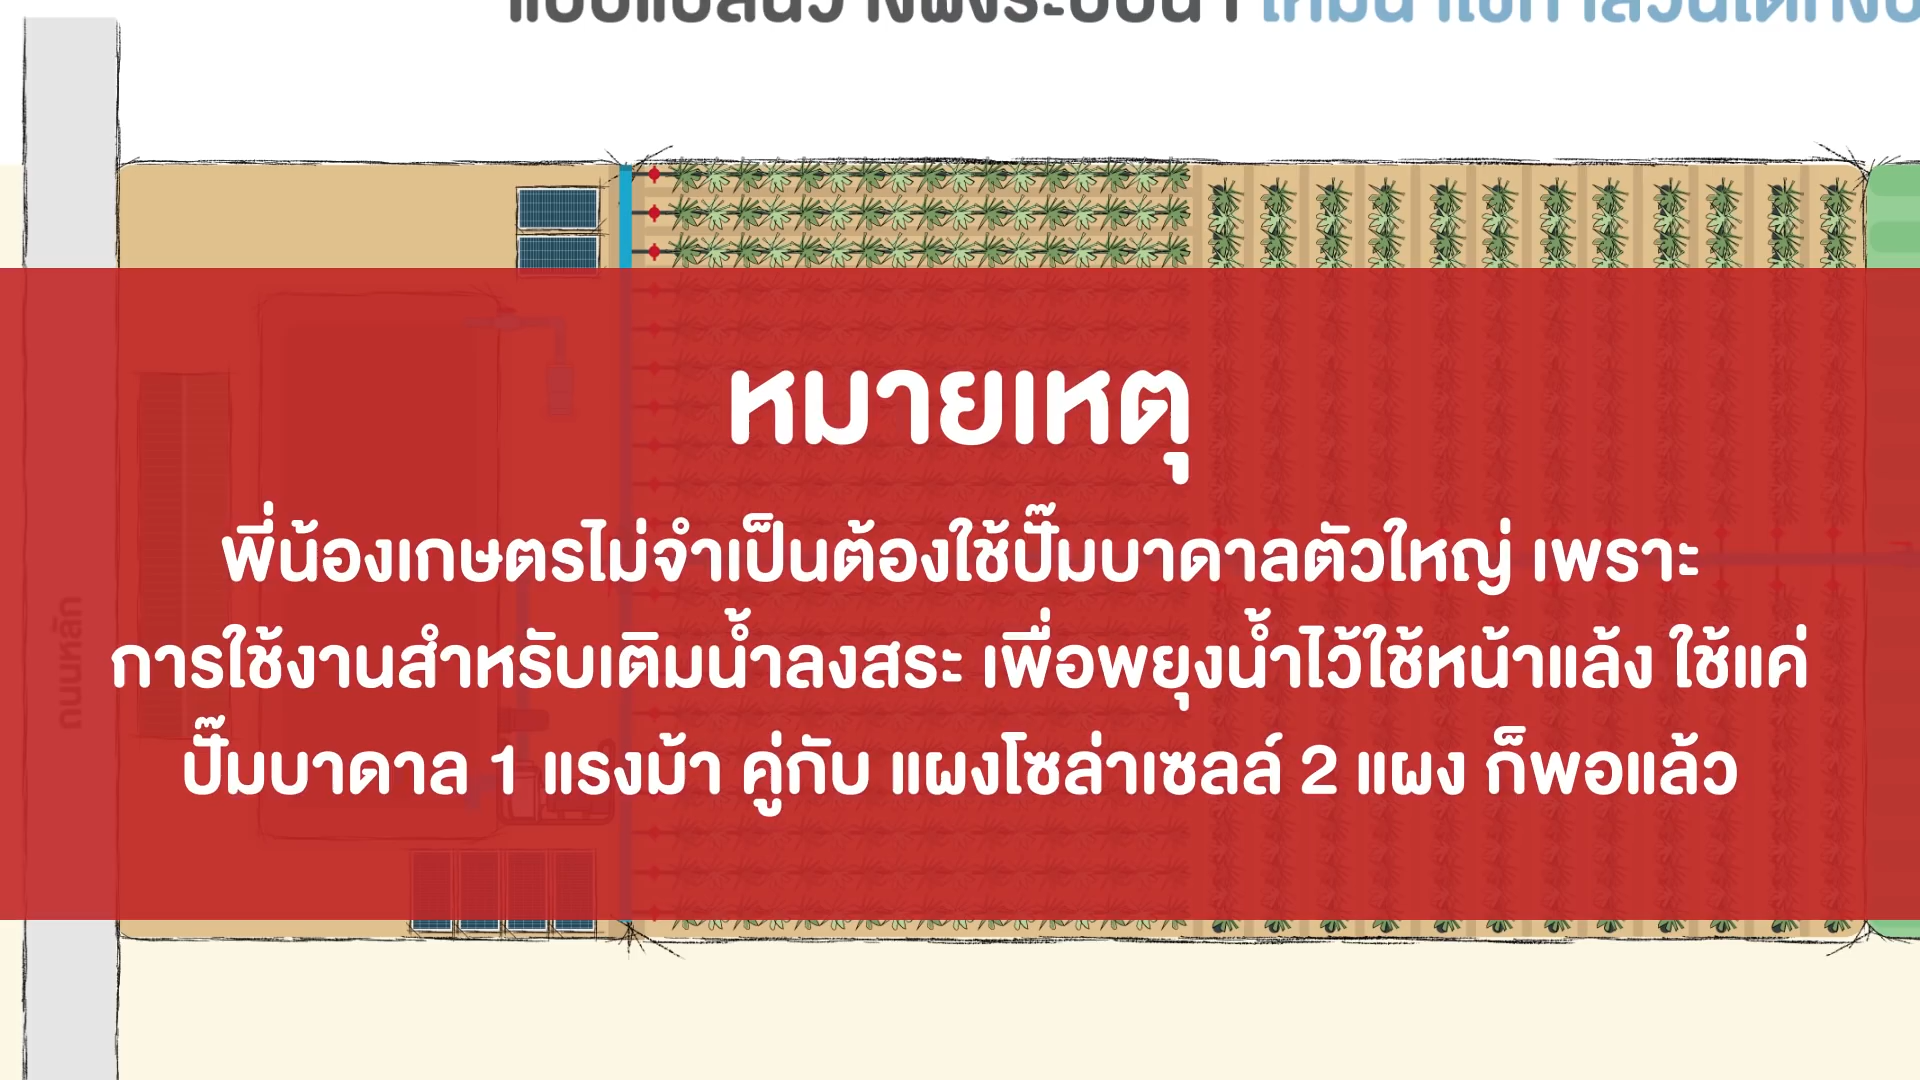 หมายเหตุ
พี่น้องเกษตรไม่จำเป็นต้องใช้ปั๊มบาดาลตัวใหญ่ เพราะ
การใช้งานสำหรับเติมน้ำลงสระ เพื่อพยุงน้ำไว้ใช้หน้าแล้ง ใช้แค่
ปั๊มบาดาล 1 แรงม้า คู่กับ แผงโซล่าเซลล์ 2 แผง ก็พอแล้ว
ถนนหลัก